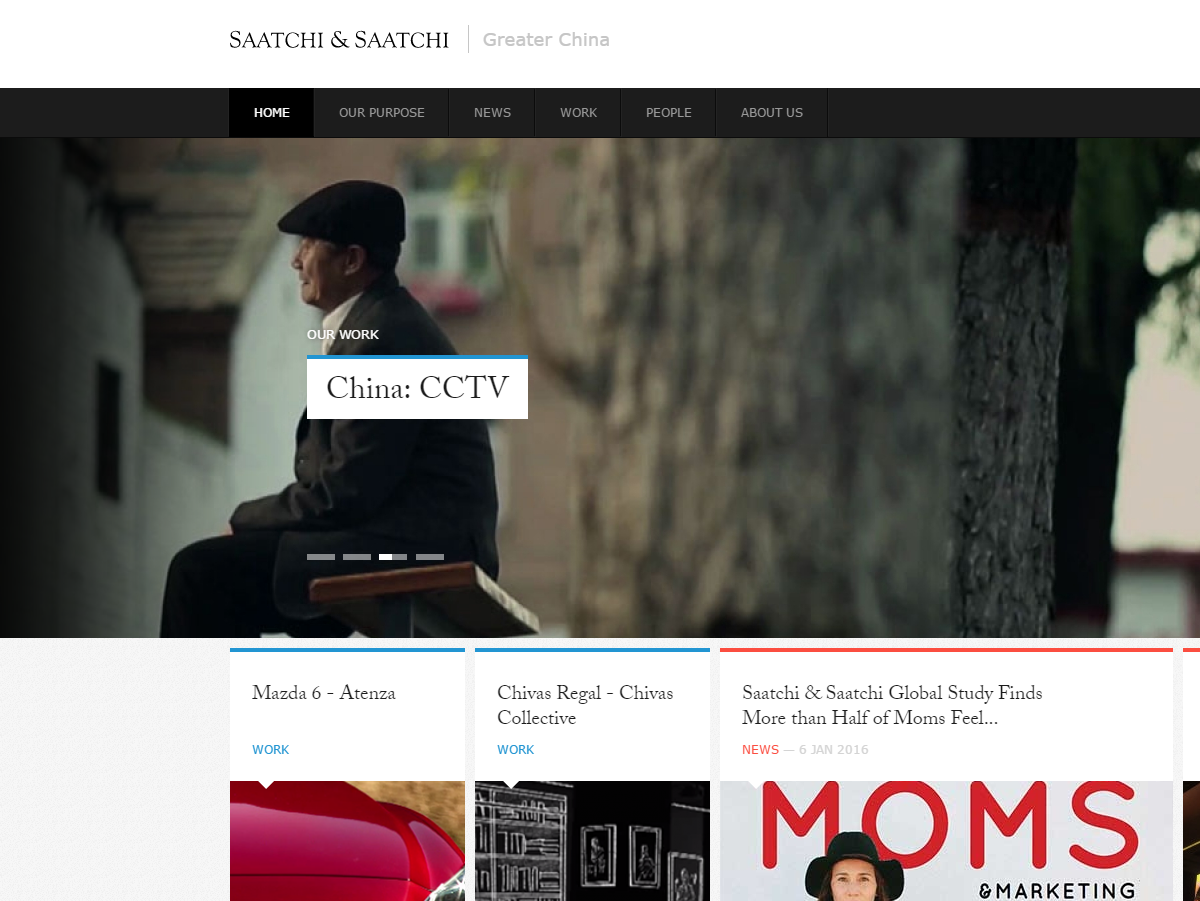 SAATCHI & SAATCHI
Greater China
HOME
OUR PURPOSE
NEWS
WORK
PEOPLE
ABOUT US
OUR WORK
China: CCTV
Mazda 6 - Atenza
WORK
Chivas Regal - Chivas
Collective
WORK
Saatchi & Saatchi Global Study Finds
More than Half of Moms Feel...
NEWS — 6 JAN 2016
MOMS
&MARKETING